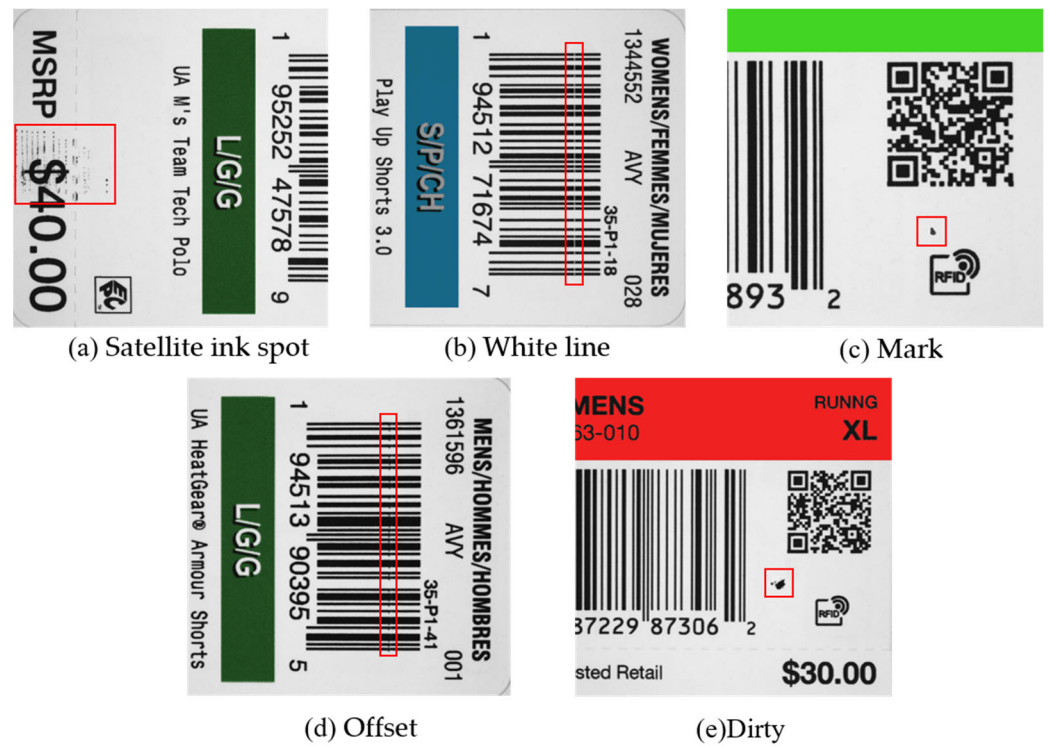 MSRP $40.00
UA M's Team Tech Polo
L/G/G
1 95252 47578 9
EPC
(a) Satellite ink spot
Play Up Shorts 3.0
S/P/CH
1 94512 71674 7
35-P1-18
1344552 AVY 028
WOMENS/FEMMES/MUJERES
(b) White line
893 2
RFID
(c) Mark
UA HeatGear® Armour Shorts
L/G/G
1 94513 90395 5
35-P1-41
1361596 AVY 001
MENS/HOMMES/HOMBRES
(d) Offset
MENS
63-010
RUNNG
XL
87229 87306 2
RFID
sted Retail
$30.00
(e)Dirty